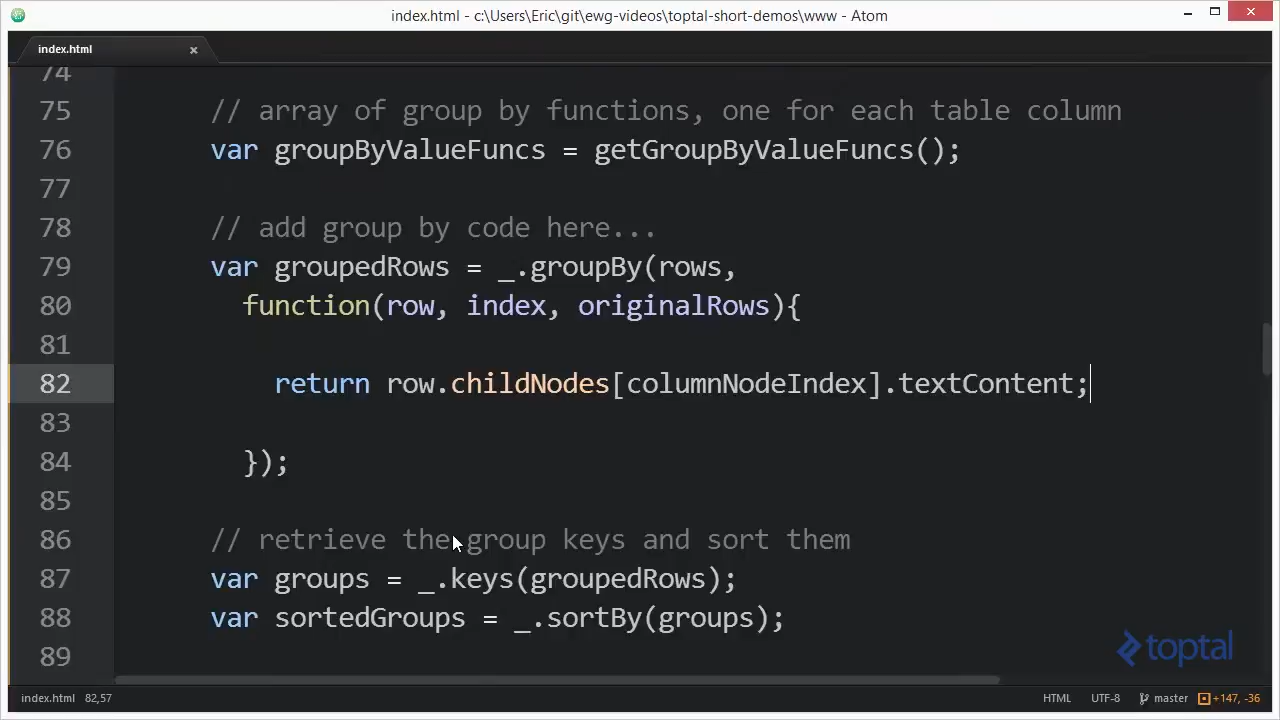 index.html - c:\Users\Eric\git\ewg-videos\toptal-short-demos\www - Atom
index.html
74
75 // array of group by functions, one for each table column
76 var groupByValueFuncs = getGroupByValueFuncs();
77
78 // add group by code here...
79 var groupedRows = _.groupBy(rows,
80 function(row, index, originalRows){
81
82 return row.childNodes[columnNodeIndex].textContent;
83
84 });
85
86 // retrieve the group keys and sort them
87 var groups = _.keys(groupedRows);
88 var sortedGroups = _.sortBy(groups);
89
toptal
index.html 82,57 HTML UTF-8 master +147, -36